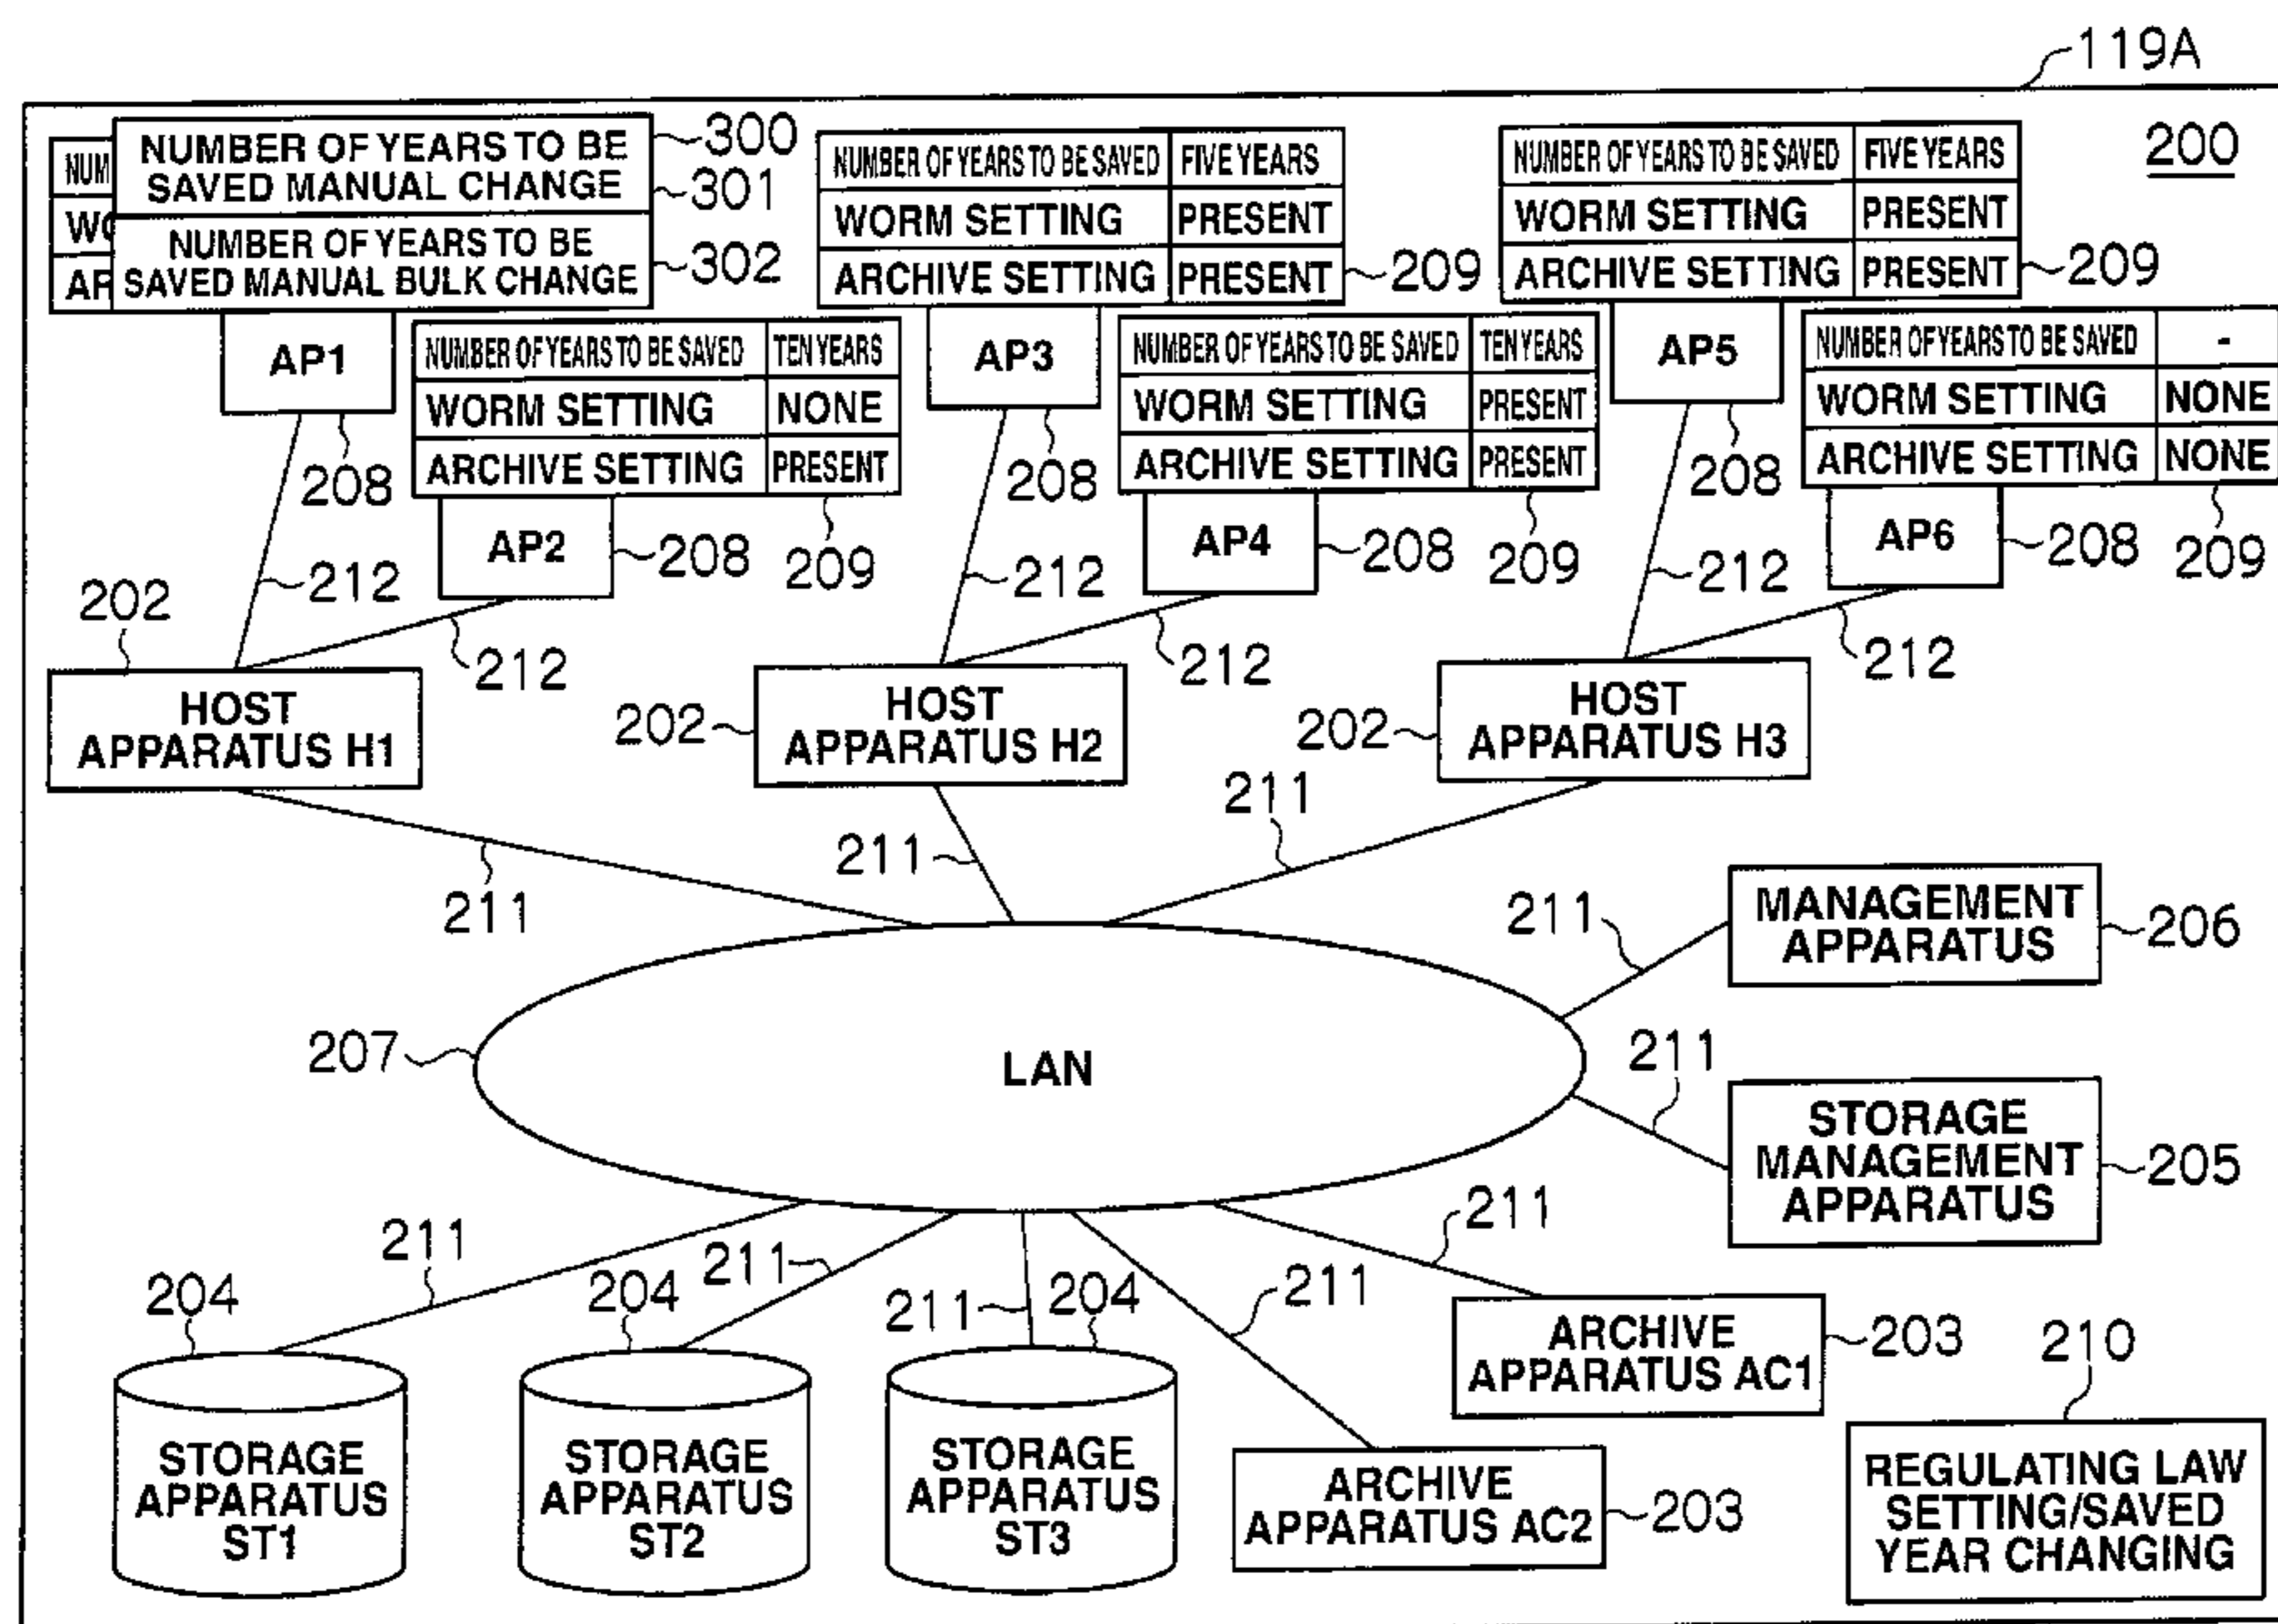 119A
200
NUMBER OF YEARS TO BE
SAVED MANUAL CHANGE
NUMBER OF YEARS TO BE
SAVED MANUAL BULK CHANGE
300
301
302
NUM
WO
AR
NUMBER OF YEARS TO BE SAVED FIVE YEARS
WORM SETTING PRESENT
ARCHIVE SETTING PRESENT
209
NUMBER OF YEARS TO BE SAVED FIVE YEARS
WORM SETTING PRESENT
ARCHIVE SETTING PRESENT
209
AP1
208
NUMBER OF YEARS TO BE SAVED TEN YEARS
WORM SETTING NONE
ARCHIVE SETTING PRESENT
AP3
208
NUMBER OF YEARS TO BE SAVED TEN YEARS
WORM SETTING PRESENT
ARCHIVE SETTING PRESENT
AP5
208
NUMBER OF YEARS TO BE SAVED -
WORM SETTING NONE
ARCHIVE SETTING NONE
AP2
208
209
AP4
208
209
AP6
208
209
212
212
212
212
212
212
202
HOST
APPARATUS H1
202
HOST
APPARATUS H2
202
HOST
APPARATUS H3
211
211
211
211
MANAGEMENT
APPARATUS
206
207
LAN
211
STORAGE
MANAGEMENT
APPARATUS
205
211
211
211
211
211
204
204
204
STORAGE
APPARATUS
ST1
STORAGE
APPARATUS
ST2
STORAGE
APPARATUS
ST3
ARCHIVE
APPARATUS AC1
203
ARCHIVE
APPARATUS AC2
203
210
REGULATING LAW
SETTING/SAVED
YEAR CHANGING